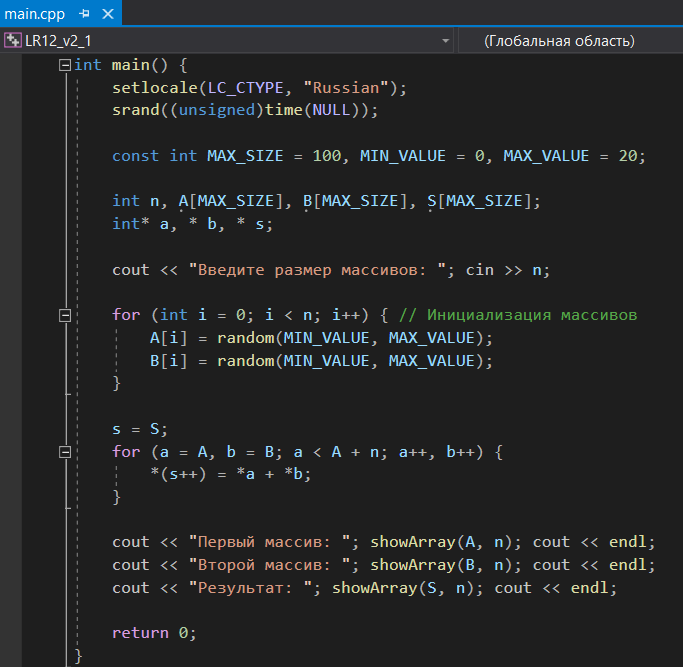 main.cpp
LR12_v2_1 (Глобальная область)
int main() {
setlocale(LC_CTYPE, "Russian");
srand((unsigned)time(NULL));
const int MAX_SIZE = 100, MIN_VALUE = 0, MAX_VALUE = 20;
int n, A[MAX_SIZE], B[MAX_SIZE], S[MAX_SIZE];
int* a, * b, * s;
cout << "Введите размер массивов: "; cin >> n;
for (int i = 0; i < n; i++) { // Инициализация массивов
A[i] = random(MIN_VALUE, MAX_VALUE);
B[i] = random(MIN_VALUE, MAX_VALUE);
}
s = S;
for (a = A, b = B; a < A + n; a++, b++) {
*(s++) = *a + *b;
}
cout << "Первый массив: "; showArray(A, n); cout << endl;
cout << "Второй массив: "; showArray(B, n); cout << endl;
cout << "Результат: "; showArray(S, n); cout << endl;
return 0;
}